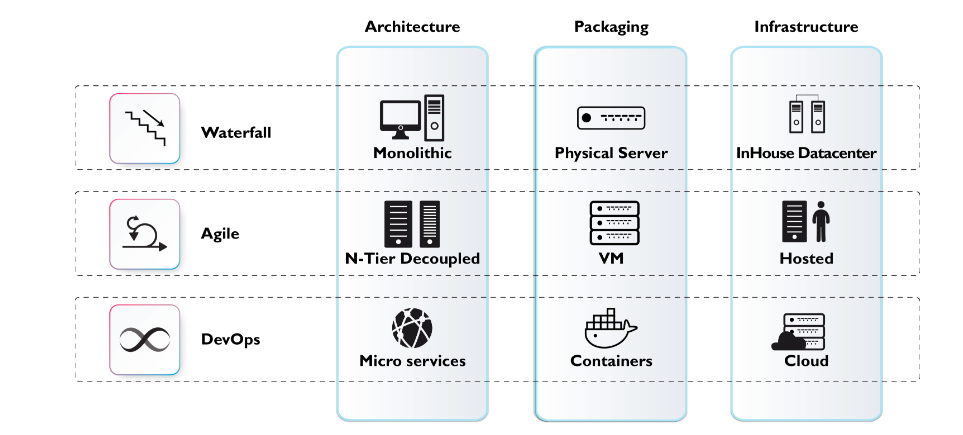 Architecture Packaging Infrastructure
Waterfall
Monolithic Physical Server InHouse Datacenter
Agile
N-Tier Decoupled VM Hosted
DevOps
Micro services Containers Cloud